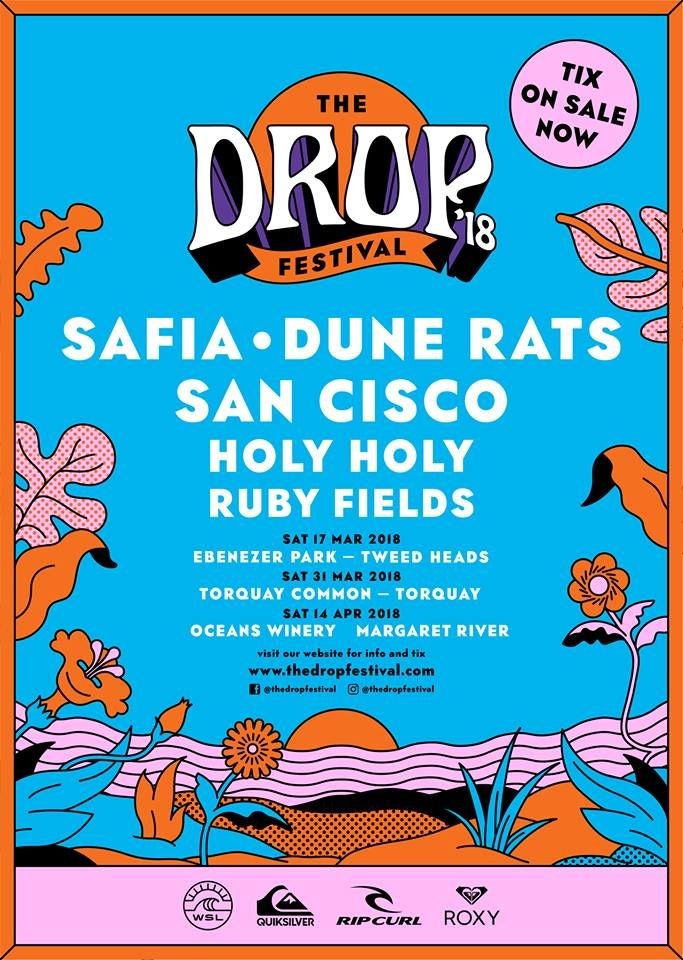 TIX
ON SALE
NOW
THE
DROP
'18
FESTIVAL
SAFIA • DUNE RATS
SAN CISCO
HOLY HOLY
RUBY FIELDS
SAT 17 MAR 2018
EBENEZER PARK – TWEED HEADS
SAT 31 MAR 2018
TORQUAY COMMON – TORQUAY
SAT 14 APR 2018
OCEANS WINERY MARGARET RIVER
visit our website for info and tix
www.thedropfestival.com
@thedropfestival @thedropfestival
WSL QUIKSILVER RIP CURL ROXY